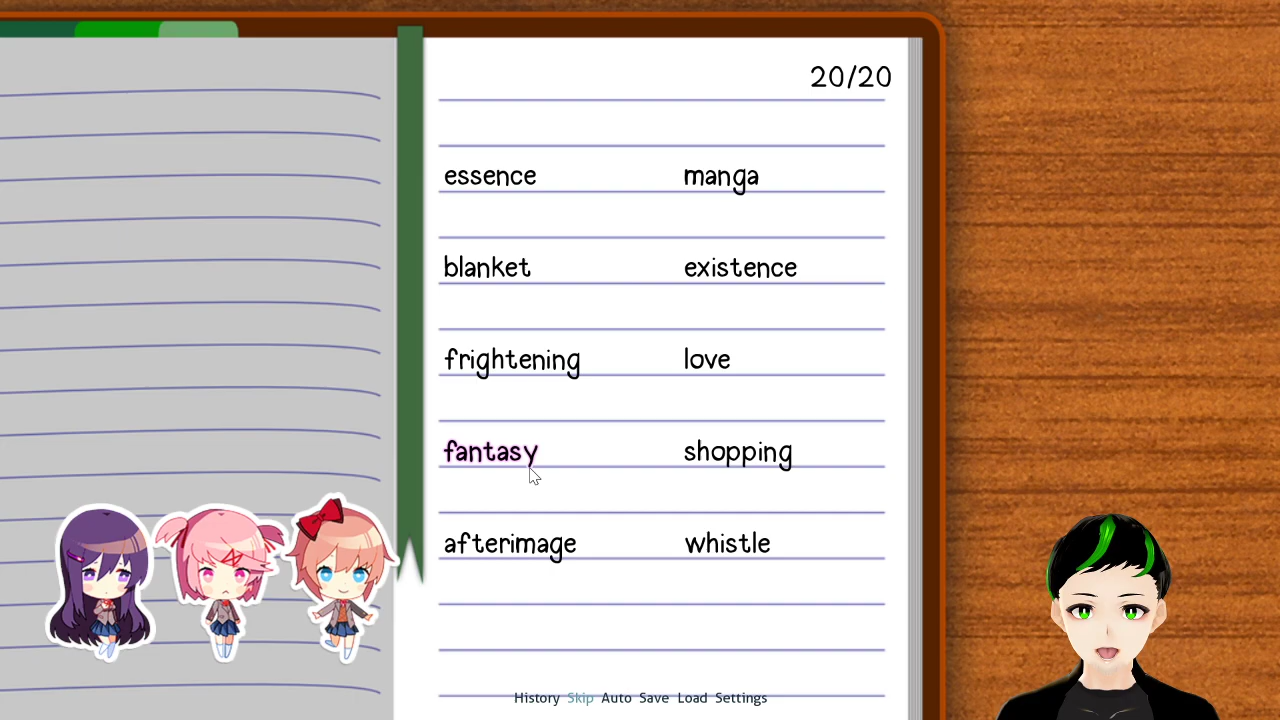 20/20
essence manga
blanket existence
frightening love
fantasy shopping
afterimage whistle
History Skip Auto Save Load Settings